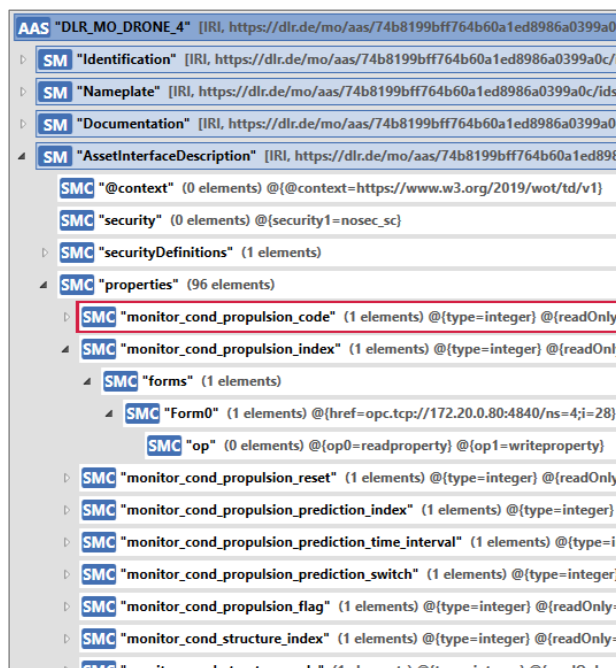 AAS "DLR_MO_DRONE_4" [IRI, https://dlr.de/mo/aas/74b8199bff764b60a1ed8986a0399a0
SM "Identification" [IRI, https://dlr.de/mo/aas/74b8199bff764b60a1ed8986a0399a0c/
SM "Nameplate" [IRI, https://dlr.de/mo/aas/74b8199bff764b60a1ed8986a0399a0c/ids
SM "Documentation" [IRI, https://dlr.de/mo/aas/74b8199bff764b60a1ed8986a0399a0
SM "AssetInterfaceDescription" [IRI, https://dlr.de/mo/aas/74b8199bff764b60a1ed898
SMC "@context" (0 elements) @{@context=https://www.w3.org/2019/wot/td/v1}
SMC "security" (0 elements) @{security1=nosec_sc}
SMC "securityDefinitions" (1 elements)
SMC "properties" (96 elements)
SMC "monitor_cond_propulsion_code" (1 elements) @{type=integer} @{readOnly
SMC "monitor_cond_propulsion_index" (1 elements) @{type=integer} @{readOnl
SMC "forms" (1 elements)
SMC "Form0" (1 elements) @{href=opc.tcp://172.20.0.80:4840/ns=4;i=28}
SMC "op" (0 elements) @{op0=readproperty} @{op1=writeproperty}
SMC "monitor_cond_propulsion_reset" (1 elements) @{type=integer} @{readOnly
SMC "monitor_cond_propulsion_prediction_index" (1 elements) @{type=integer}
SMC "monitor_cond_propulsion_prediction_time_interval" (1 elements) @{type=i
SMC "monitor_cond_propulsion_prediction_switch" (1 elements) @{type=integer
SMC "monitor_cond_propulsion_flag" (1 elements) @{type=integer} @{readOnly=
SMC "monitor_cond_structure_index" (1 elements) @{type=integer} @{readOnly=